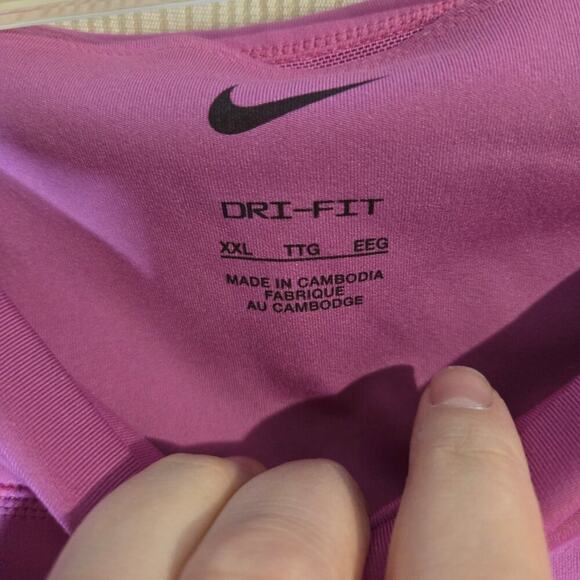 DRI-FIT
XXL TTG EEG
MADE IN CAMBODIA
FABRIQUE
AU CAMBODGE